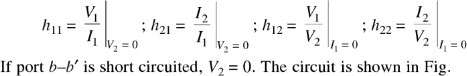 h₁₁ = V₁/I₁ |V₂ = 0 ; h₂₁ = I₂/I₁ |V₂ = 0 ; h₁₂ = V₁/V₂ |I₁ = 0 ; h₂₂ = I₂/V₂ |I₁ = 0
If port b–b′ is short circuited, V₂ = 0. The circuit is shown in Fig.